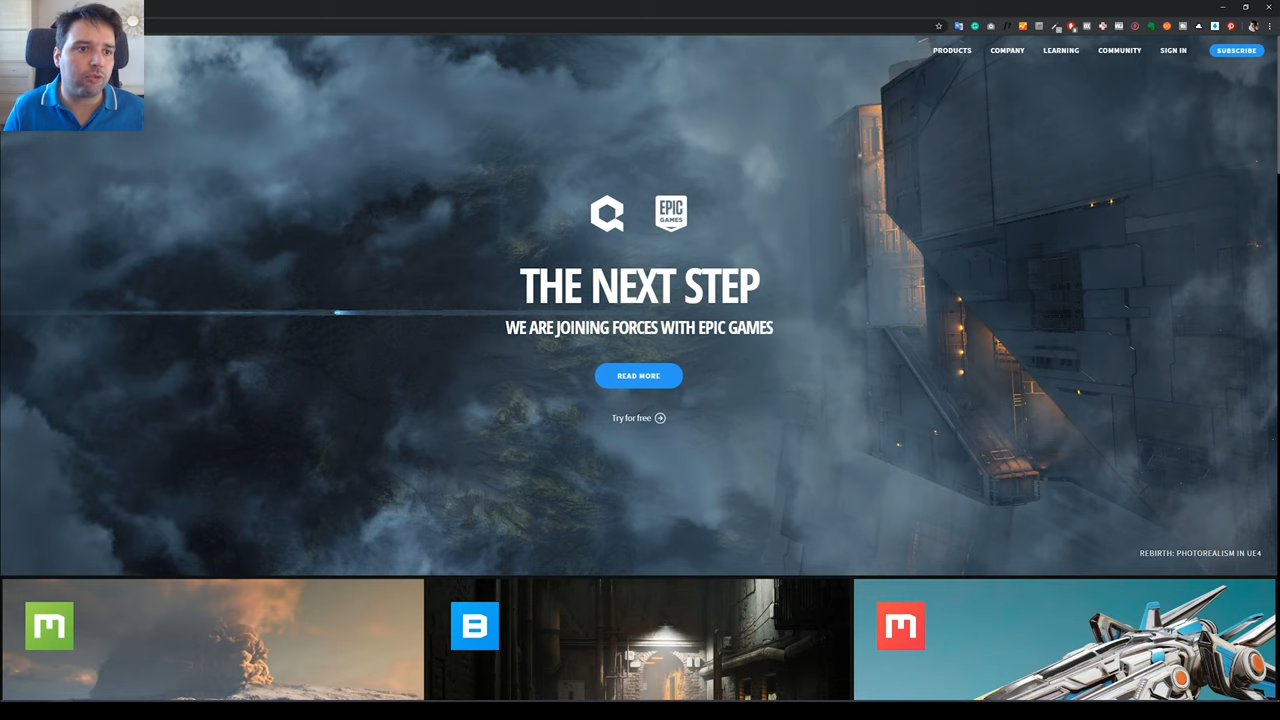 PRODUCTS COMPANY LEARNING COMMUNITY SIGN IN SUBSCRIBE
EPIC
GAMES
THE NEXT STEP
WE ARE JOINING FORCES WITH EPIC GAMES
READ MORE
Try for free
REBIRTH: PHOTOREALISM IN UE4
M B M